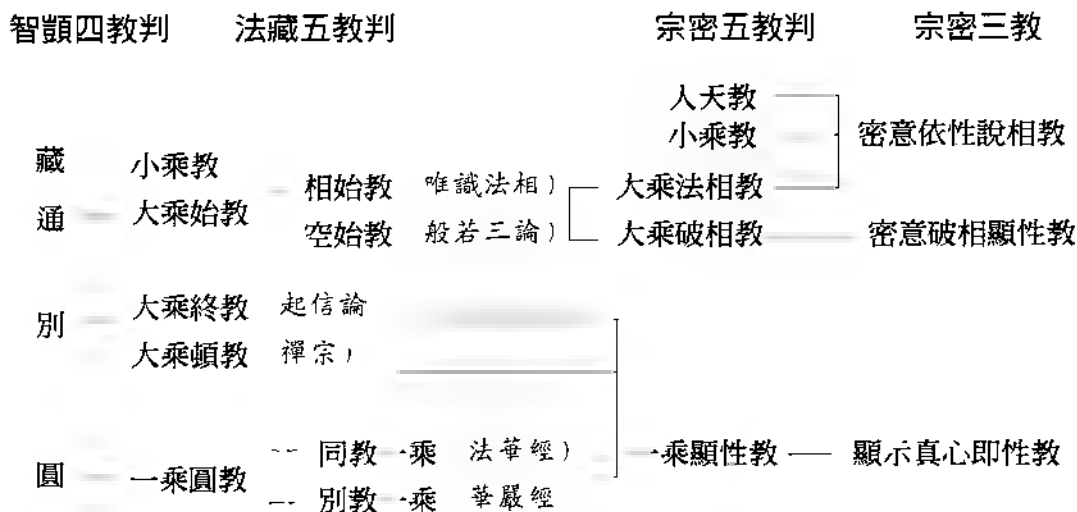 智顗四教判 法藏五教判 宗密五教判 宗密三教
人天教
小乘教 密意依性說相教
藏 小乘教
相始教 唯識法相) 大乘法相教
通 大乘始教
空始教 般若三論) 大乘破相教 密意破相顯性教
別 大乘終教 起信論
大乘頓教 禪宗)
同教一乘 法華經) 一乘顯性教 顯示真心即性教
圓 一乘圓教
別教一乘 華嚴經